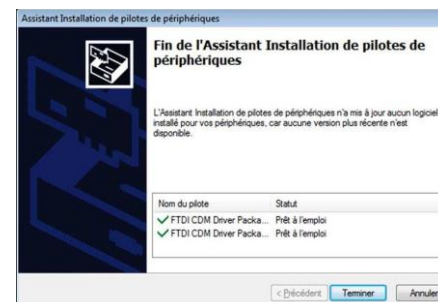 Assistant Installation de pilotes de périphériques
Fin de l'Assistant Installation de pilotes de
périphériques
L'Assistant Installation de pilotes de périphériques n'a mis à jour aucun logiciel
installé pour vos périphériques, car aucune version plus récente n'est
disponible.
Nom du pilote Statut
FTDI CDM Driver Packa... Prêt à l'emploi
FTDI CDM Driver Packa... Prêt à l'emploi
< Précédent Terminer Annuler